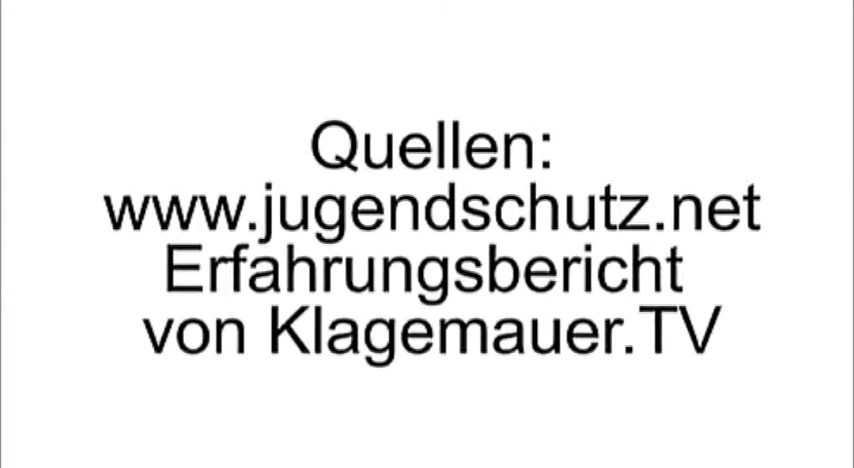 Quellen:
www.jugendschutz.net
Erfahrungsbericht
von Klagemauer.TV